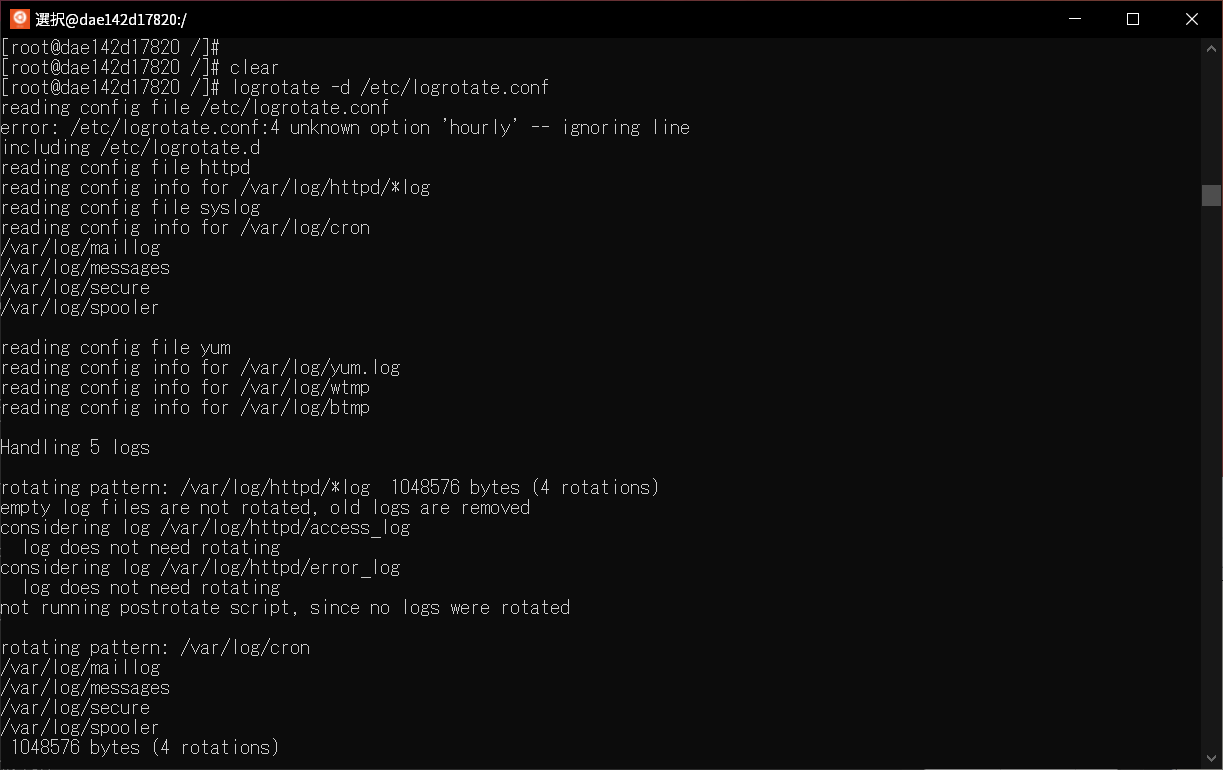 選択@dae142d17820:/
[root@dae142d17820 /]#
[root@dae142d17820 /]# clear
[root@dae142d17820 /]# logrotate -d /etc/logrotate.conf
reading config file /etc/logrotate.conf
error: /etc/logrotate.conf:4 unknown option 'hourly' -- ignoring line
including /etc/logrotate.d
reading config file httpd
reading config info for /var/log/httpd/*log
reading config file syslog
reading config info for /var/log/cron
/var/log/maillog
/var/log/messages
/var/log/secure
/var/log/spooler
reading config file yum
reading config info for /var/log/yum.log
reading config info for /var/log/wtmp
reading config info for /var/log/btmp
Handling 5 logs
rotating pattern: /var/log/httpd/*log  1048576 bytes (4 rotations)
empty log files are not rotated, old logs are removed
considering log /var/log/httpd/access_log
  log does not need rotating
considering log /var/log/httpd/error_log
  log does not need rotating
not running postrotate script, since no logs were rotated
rotating pattern: /var/log/cron
/var/log/maillog
/var/log/messages
/var/log/secure
/var/log/spooler
 1048576 bytes (4 rotations)